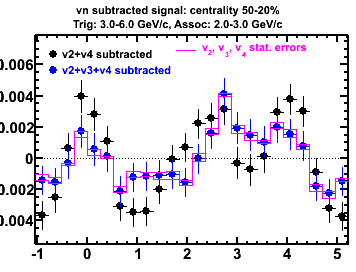 vn subtracted signal: centrality 50-20%
Trig: 3.0-6.0 GeV/c, Assoc: 2.0-3.0 GeV/c
v2+v4 subtracted
v2, v3, v4 stat. errors
v2+v3+v4 subtracted
0.006
0.004
0.002
0
0.002
0.004
-1 0 1 2 3 4 5